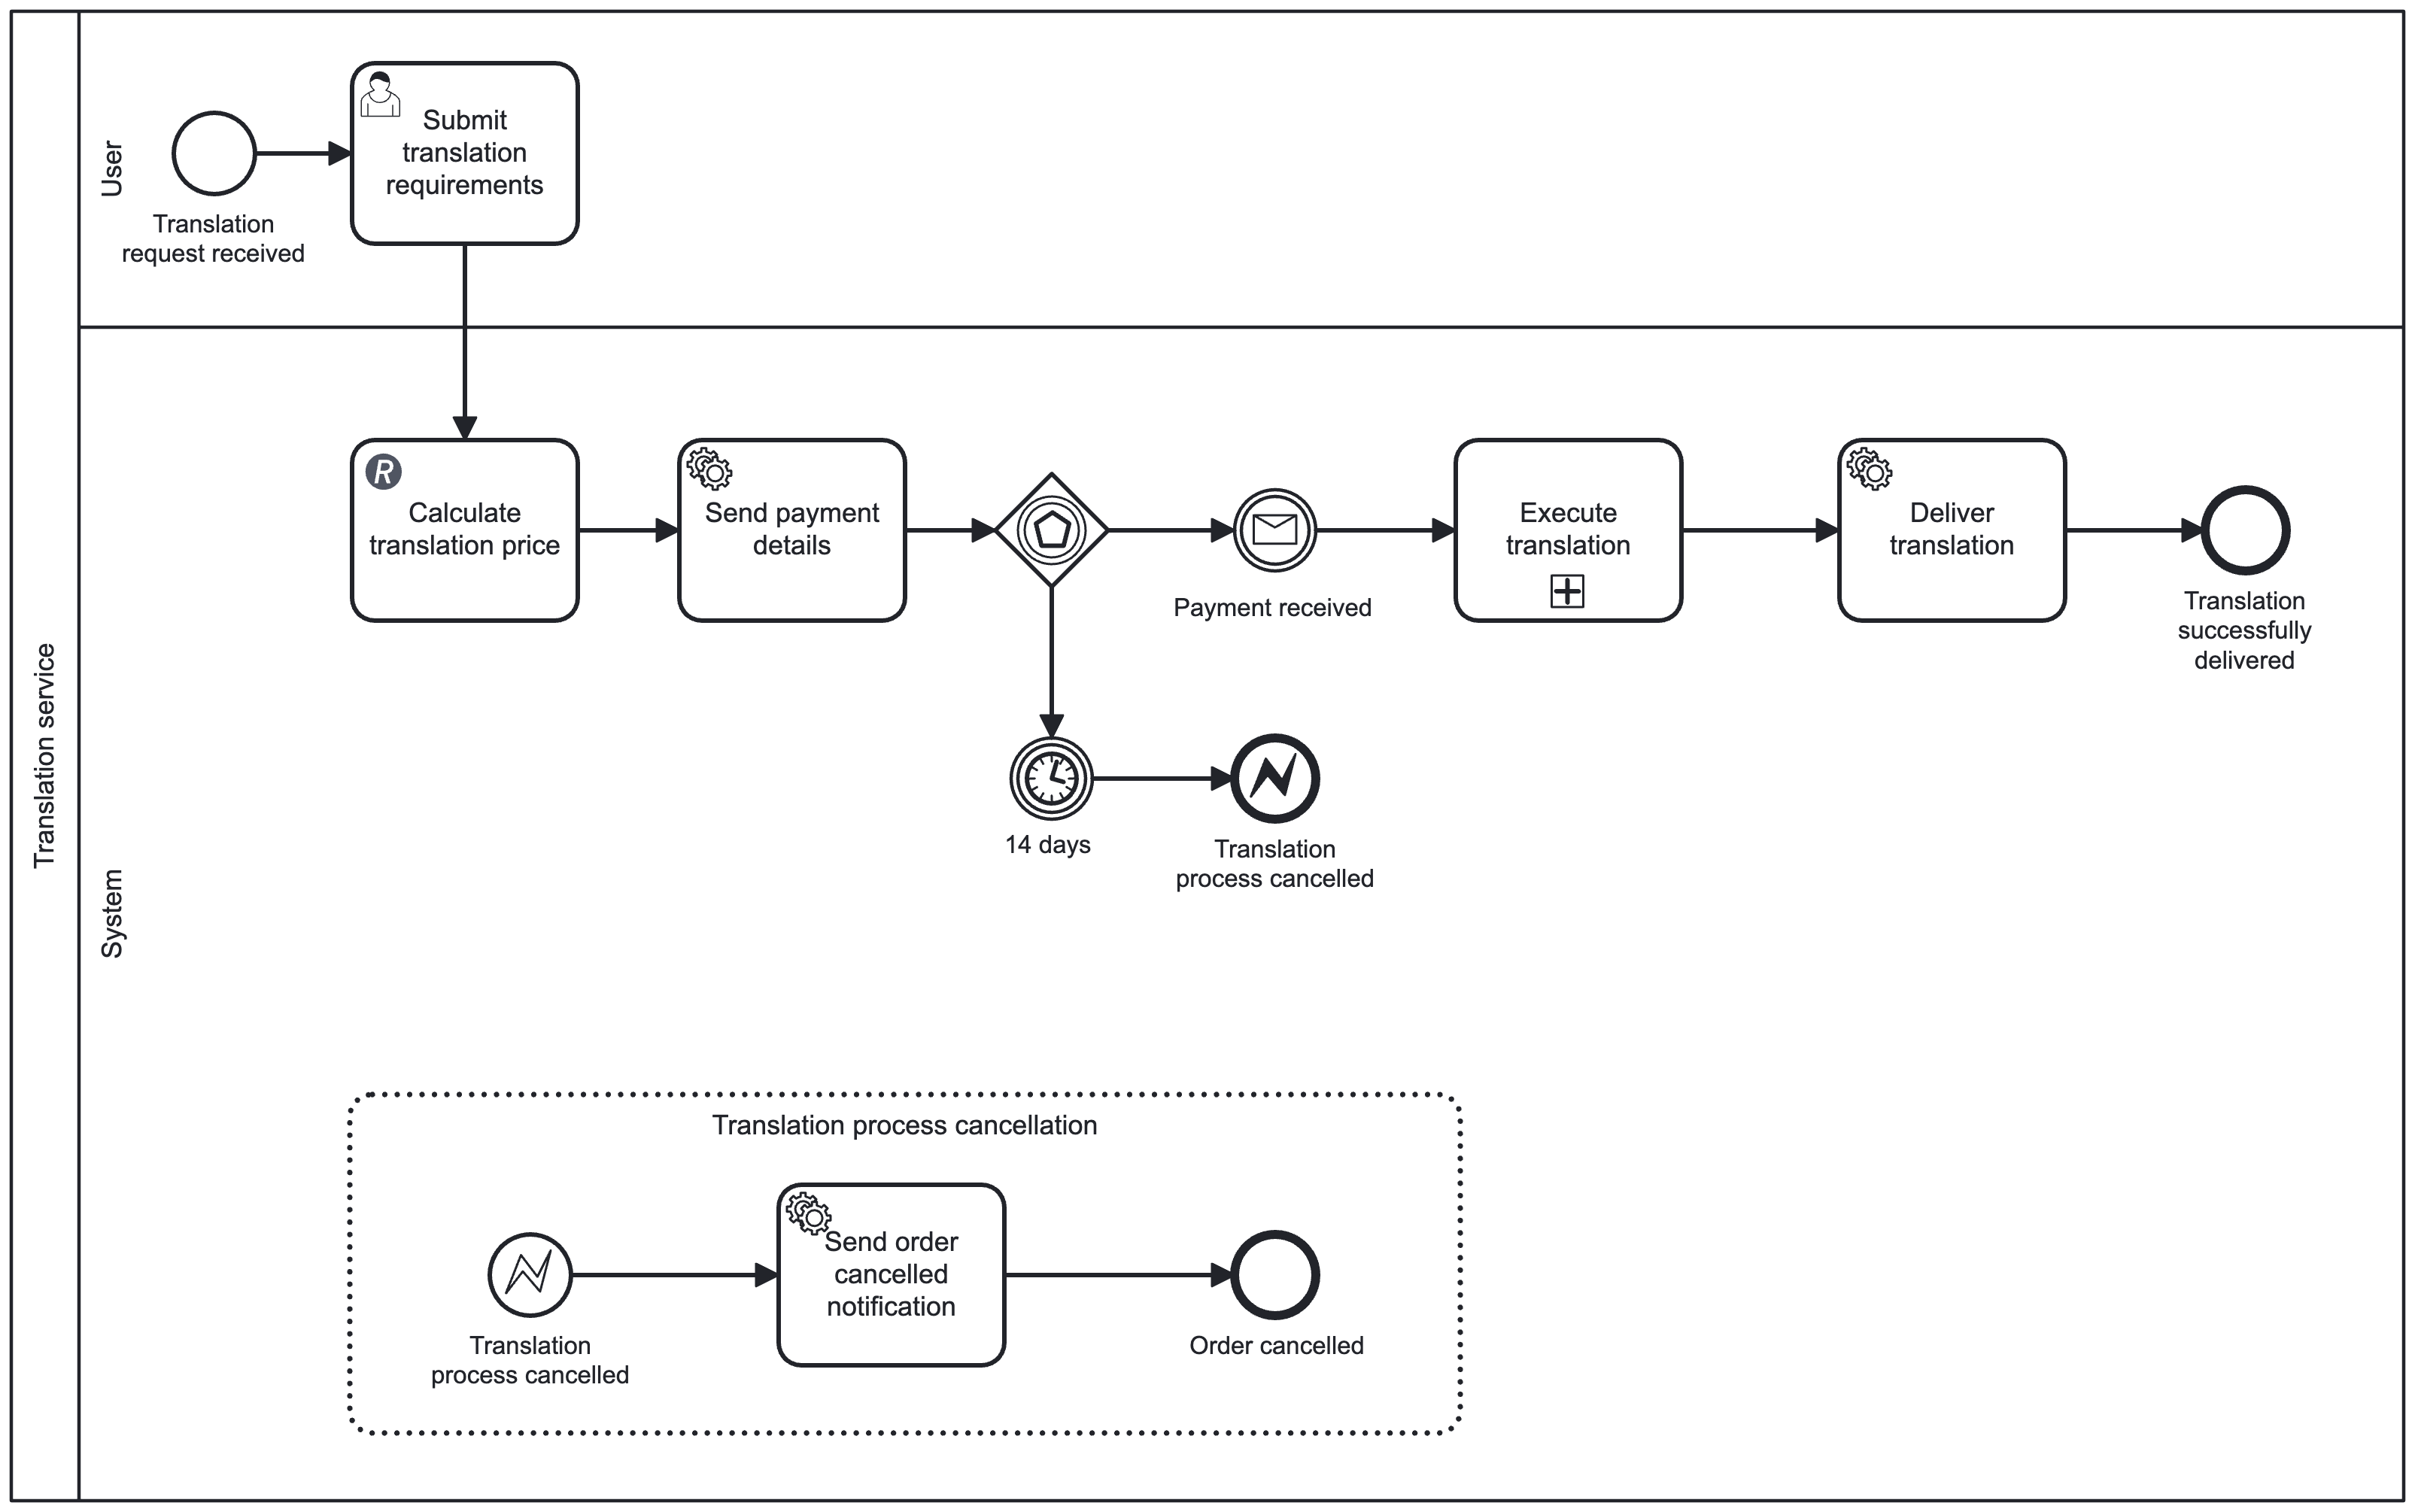 Translation service
User
Translation
request received
Submit
translation
requirements
System
R
Calculate
translation price
Send payment
details
Payment received
Execute
translation
Deliver
translation
Translation
successfully
delivered
14 days
Translation
process cancelled
Translation process cancellation
Translation
process cancelled
Send order
cancelled
notification
Order cancelled